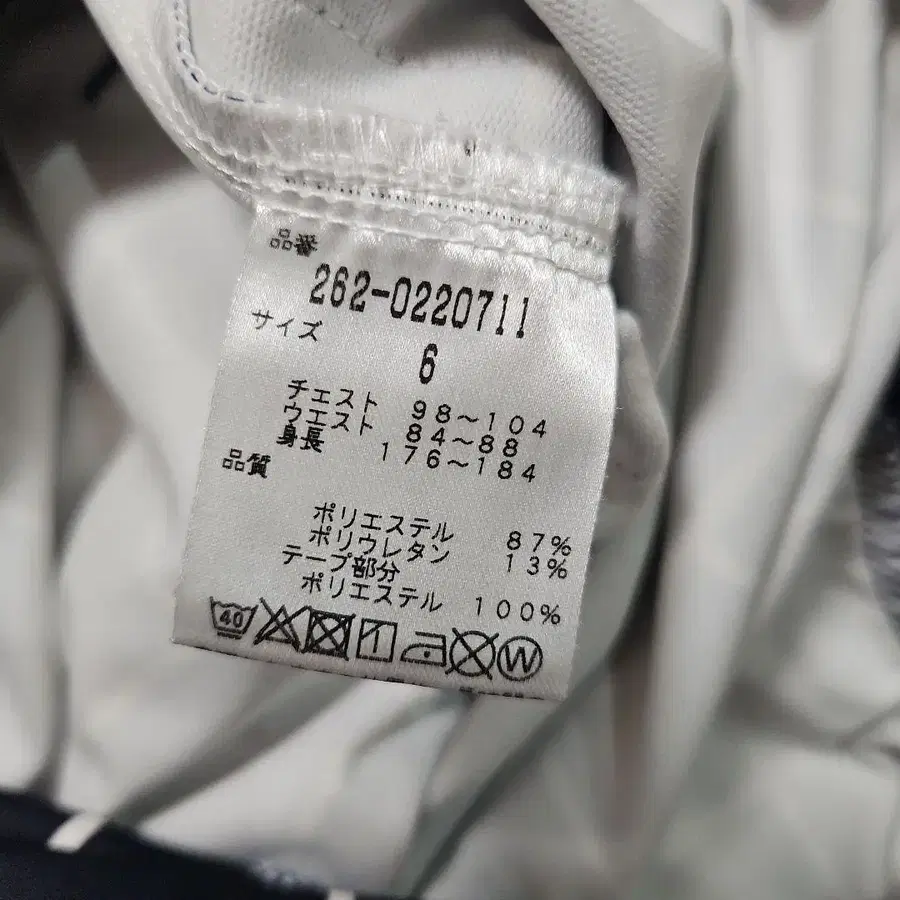 品番
262-0220711
サイズ
6
チェスト 98〜104
ウエスト 84〜88
身長 176〜184
品質
ポリエステル 87%
ポリウレタン 13%
テープ部分
ポリエステル 100%
40
W